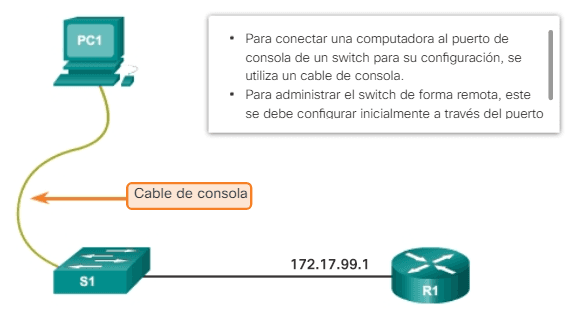 PC1
• Para conectar una computadora al puerto de
consola de un switch para su configuración, se
utiliza un cable de consola.
• Para administrar el switch de forma remota, este
se debe configurar inicialmente a través del puerto
Cable de consola
172.17.99.1
S1
R1